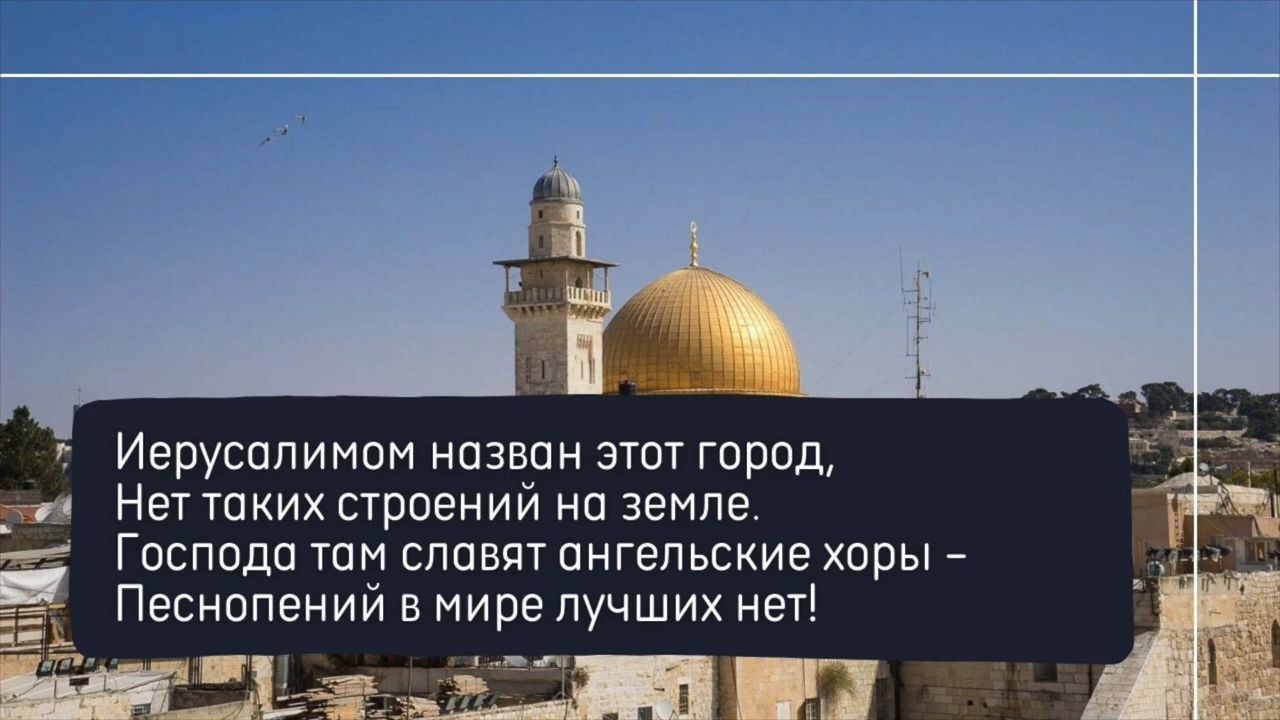 Иерусалимом назван этот город,
Нет таких строений на земле.
Господа там славят ангельские хоры –
Песнопений в мире лучших нет!